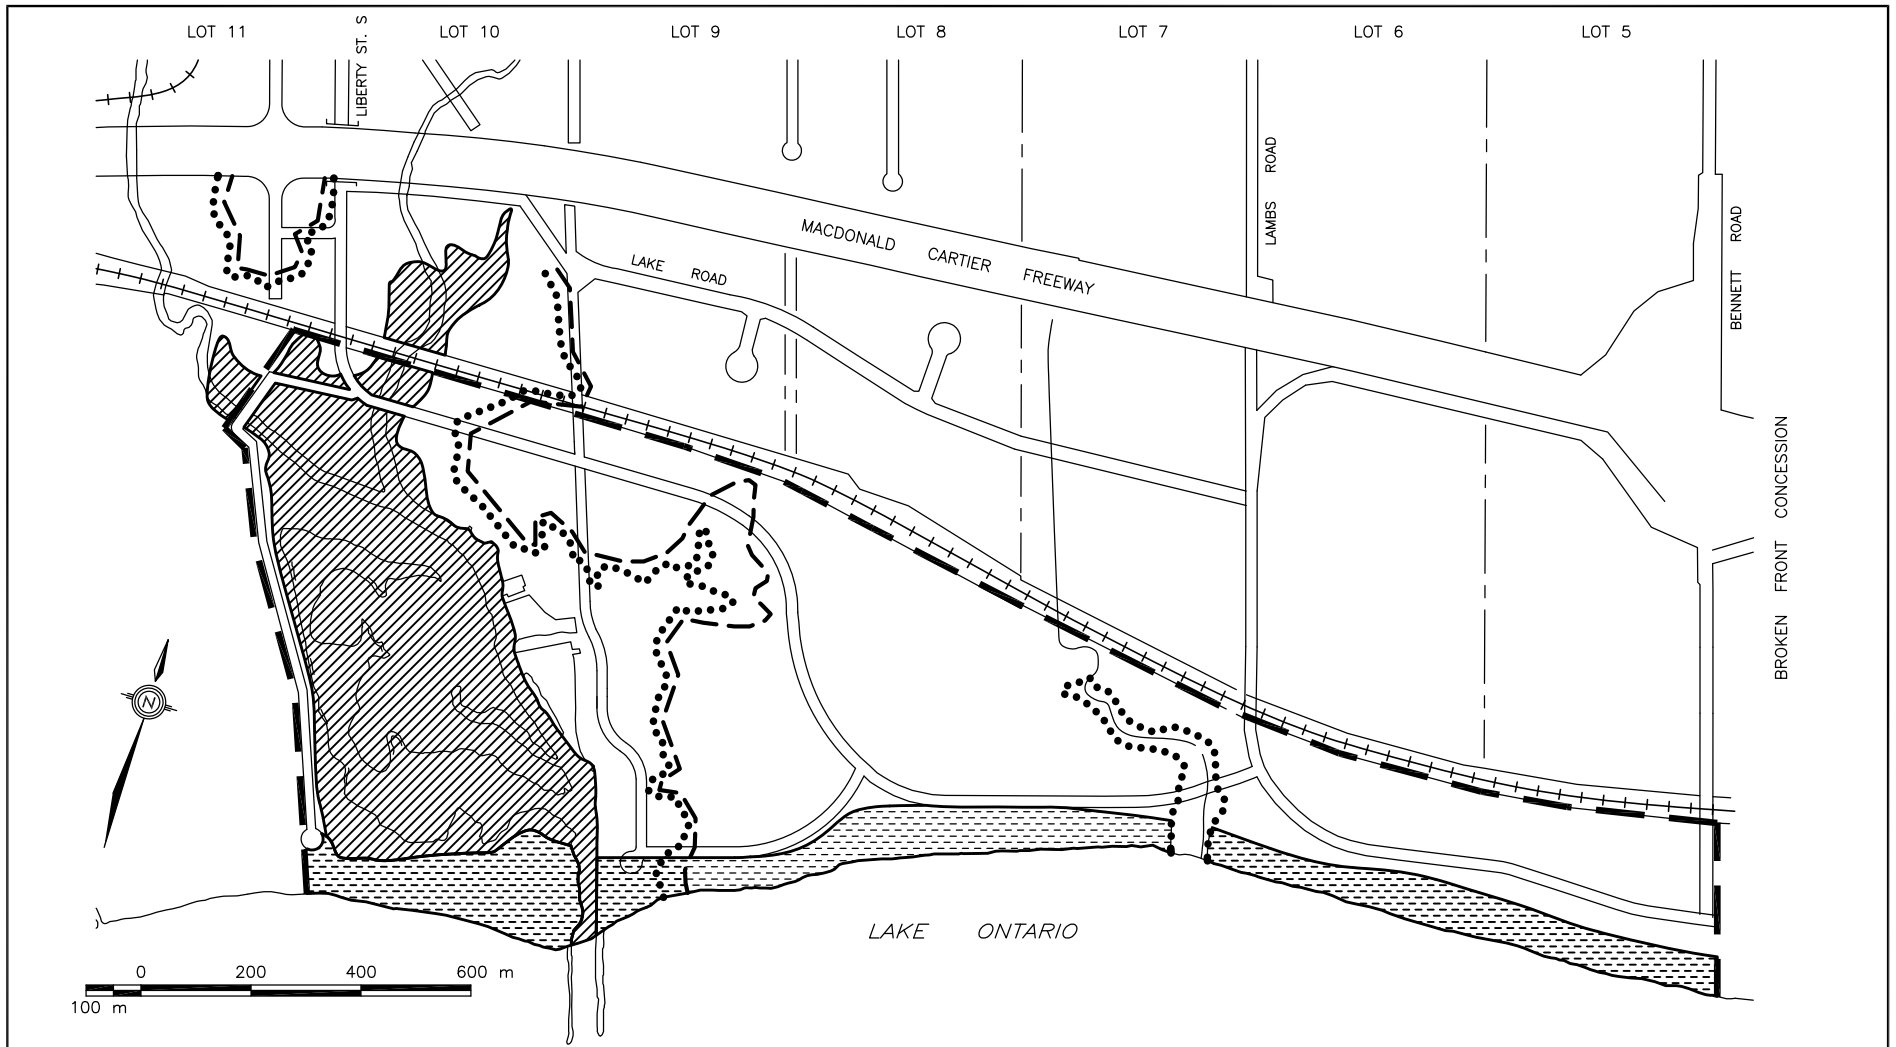 LOT 11
LIBERTY ST. S
LOT 10
LOT 9
LOT 8
LOT 7
LOT 6
LOT 5
LAMBS ROAD
BENNETT ROAD
MACDONALD CARTIER FREEWAY
LAKE ROAD
BROKEN FRONT CONCESSION
N
LAKE ONTARIO
0 200 400 600 m
100 m